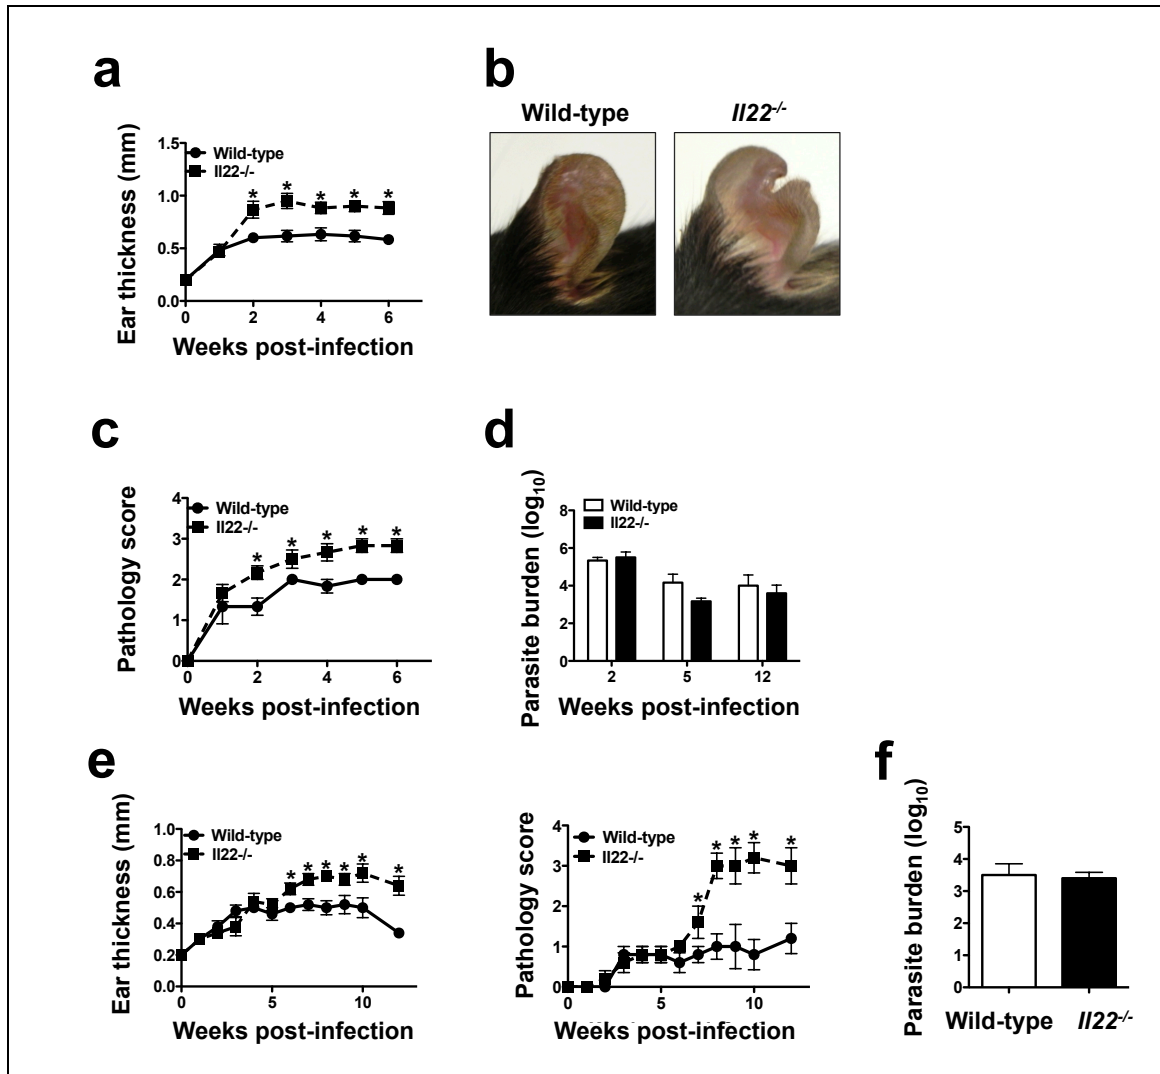 a
Ear thickness (mm)
1.5
1.0
0.5
0.0
Wild-type
Il22-/-
* * * * *
0 2 4 6
Weeks post-infection
b
Wild-type
Il22-/-
c
Pathology score
4
3
2
1
0
Wild-type
Il22-/-
* * * * *
0 2 4 6
Weeks post-infection
d
Parasite burden (log10)
8
6
4
2
0
Wild-type
Il22-/-
2 5 12
Weeks post-infection
e
Ear thickness (mm)
1.0
0.8
0.6
0.4
0.2
0.0
Wild-type
Il22-/-
* * * * * *
0 5 10
Weeks post-infection
Pathology score
4
3
2
1
0
Wild-type
Il22-/-
* * * * *
0 5 10
Weeks post-infection
f
Parasite burden (log10)
5
4
3
2
1
0
Wild-type Il22-/-